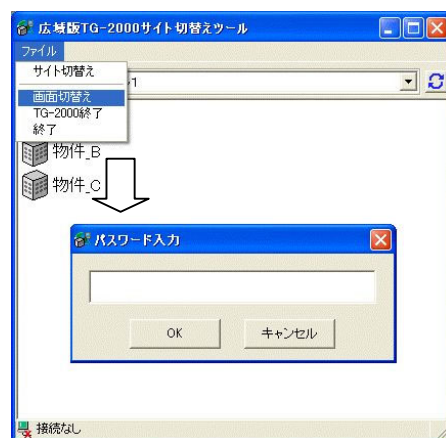 広域版TG-2000サイト切替えツール
ファイル
サイト切替え
1
画面切替え
TG-2000終了
終了
物件_B
物件_C
パスワード入力
OK
キャンセル
接続なし